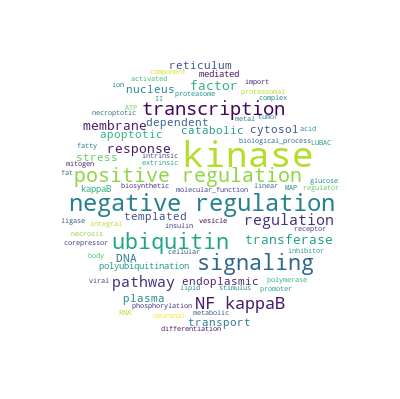 reticulum
component mediated
activated
ion nucleus factor import
proteasome proteasomal
II complex
necroptotic ATP transcription metal tumor
membrane dependent catabolic cytosol acid
apoptotic biological_process LUBAC
fatty response intrinsic kinase
stress extrinsic
mitogen
fat positive regulation glucose
kappaB biosynthetic molecular_function linear MAP regulator
negative regulation
templated vesicle regulation
ligase integral insulin receptor
necrosis ubiquitin transferase
corepressor cellular inhibitor
body DNA signaling
polyubiquitination
viral pathway endoplasmic polymerase
lipid stimulus promoter
plasma NF kappaB
phosphorylation metabolic
RNA neuronal transport
differentiation